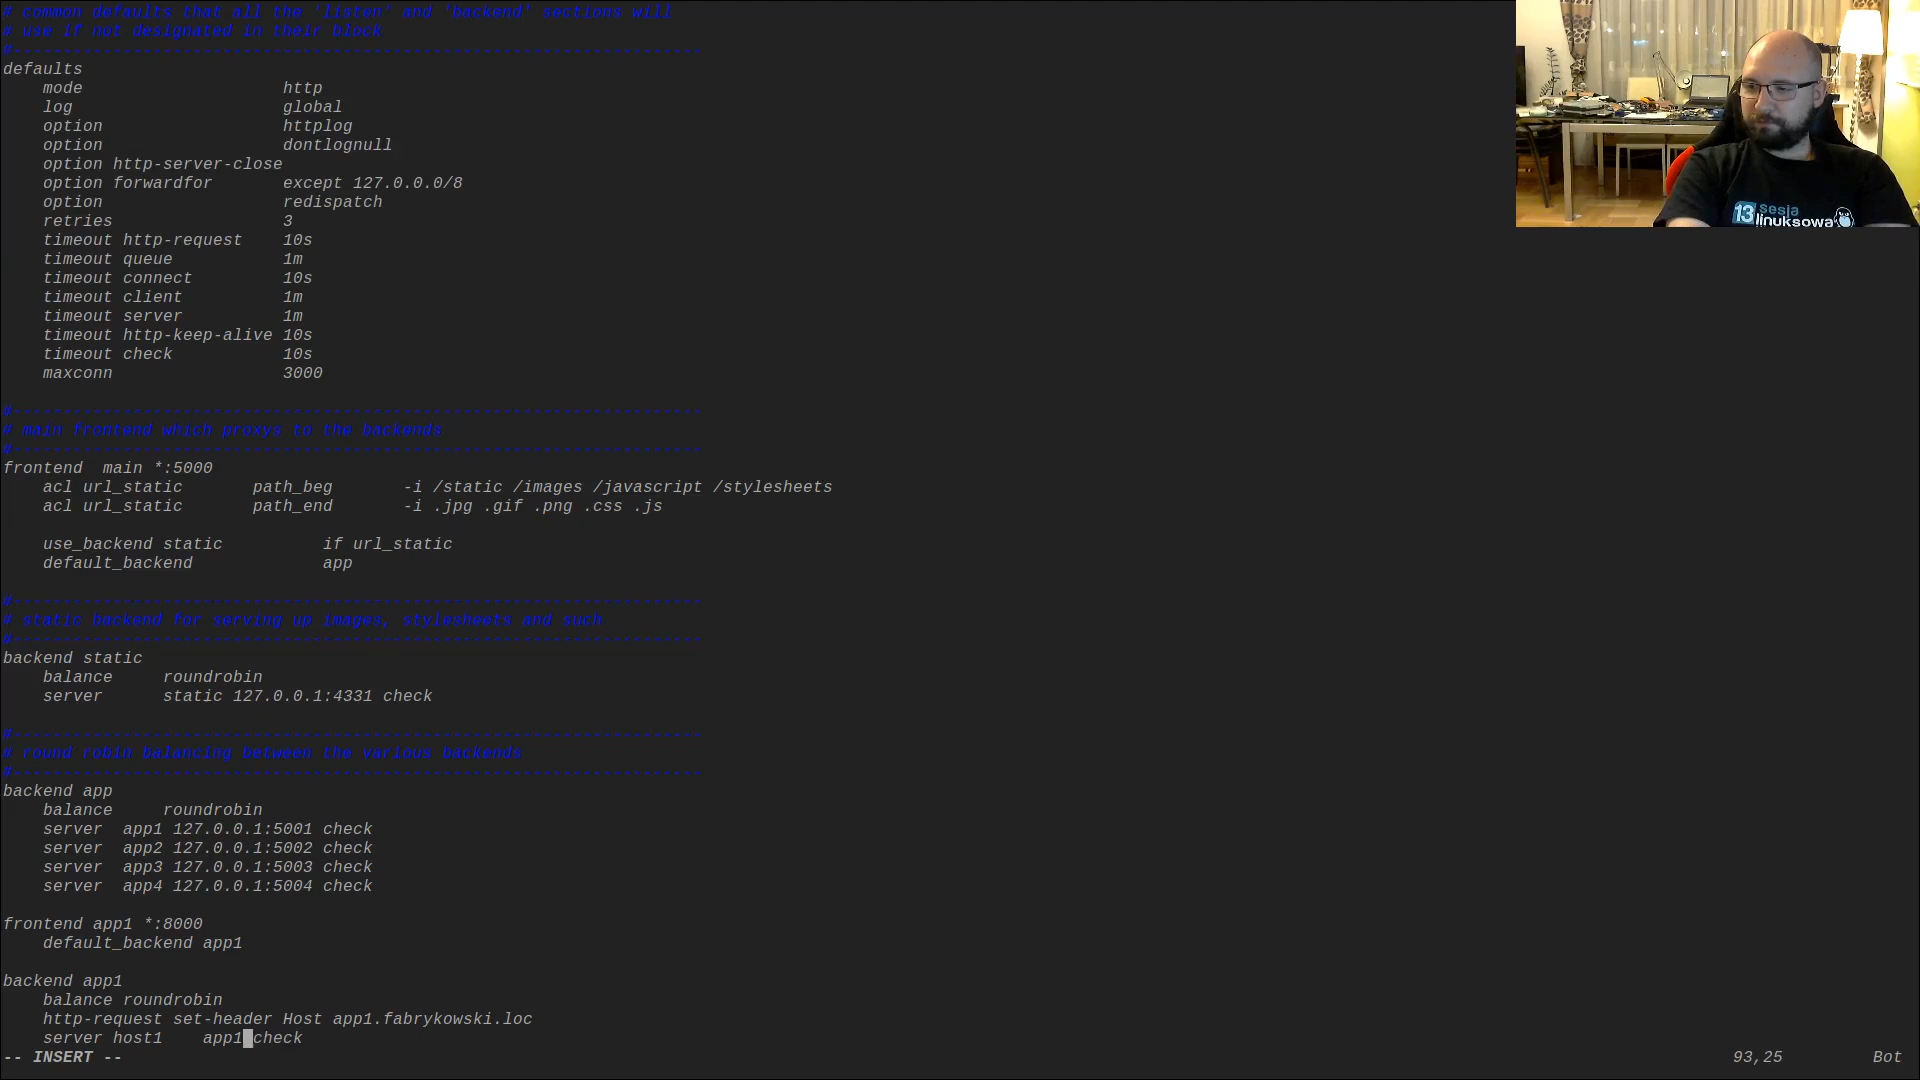 # common defaults that all the 'listen' and 'backend' sections will
# use if not designated in their block
#---------------------------------------------------------------------
defaults
    mode                    http
    log                     global
    option                  httplog
    option                  dontlognull
    option http-server-close
    option forwardfor       except 127.0.0.0/8
    option                  redispatch
    retries                 3
    timeout http-request    10s
    timeout queue           1m
    timeout connect         10s
    timeout client          1m
    timeout server          1m
    timeout http-keep-alive 10s
    timeout check           10s
    maxconn                 3000
#---------------------------------------------------------------------
# main frontend which proxys to the backends
#---------------------------------------------------------------------
frontend  main *:5000
    acl url_static       path_beg       -i /static /images /javascript /stylesheets
    acl url_static       path_end       -i .jpg .gif .png .css .js
    use_backend static          if url_static
    default_backend             app
#---------------------------------------------------------------------
# static backend for serving up images, stylesheets and such
#---------------------------------------------------------------------
backend static
    balance     roundrobin
    server      static 127.0.0.1:4331 check
#---------------------------------------------------------------------
# round robin balancing between the various backends
#---------------------------------------------------------------------
backend app
    balance     roundrobin
    server  app1 127.0.0.1:5001 check
    server  app2 127.0.0.1:5002 check
    server  app3 127.0.0.1:5003 check
    server  app4 127.0.0.1:5004 check
frontend app1 *:8000
    default_backend app1
backend app1
    balance roundrobin
    http-request set-header Host app1.fabrykowski.loc
    server host1    app1 check
-- INSERT --                    93,25         Bot
13 sesja
linuksowa